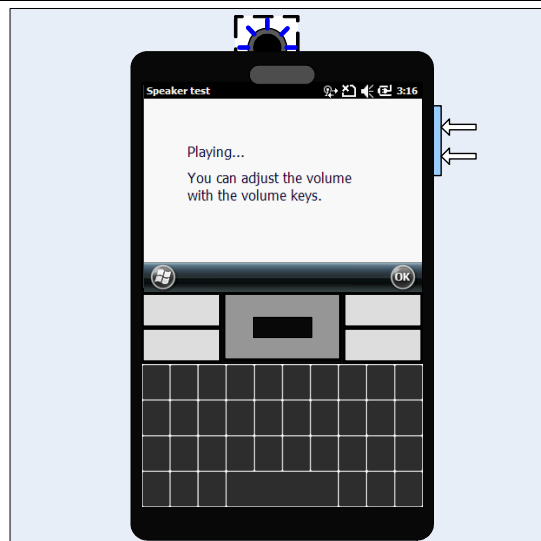 Speaker test 3:16
Playing...
You can adjust the volume
with the volume keys.
OK